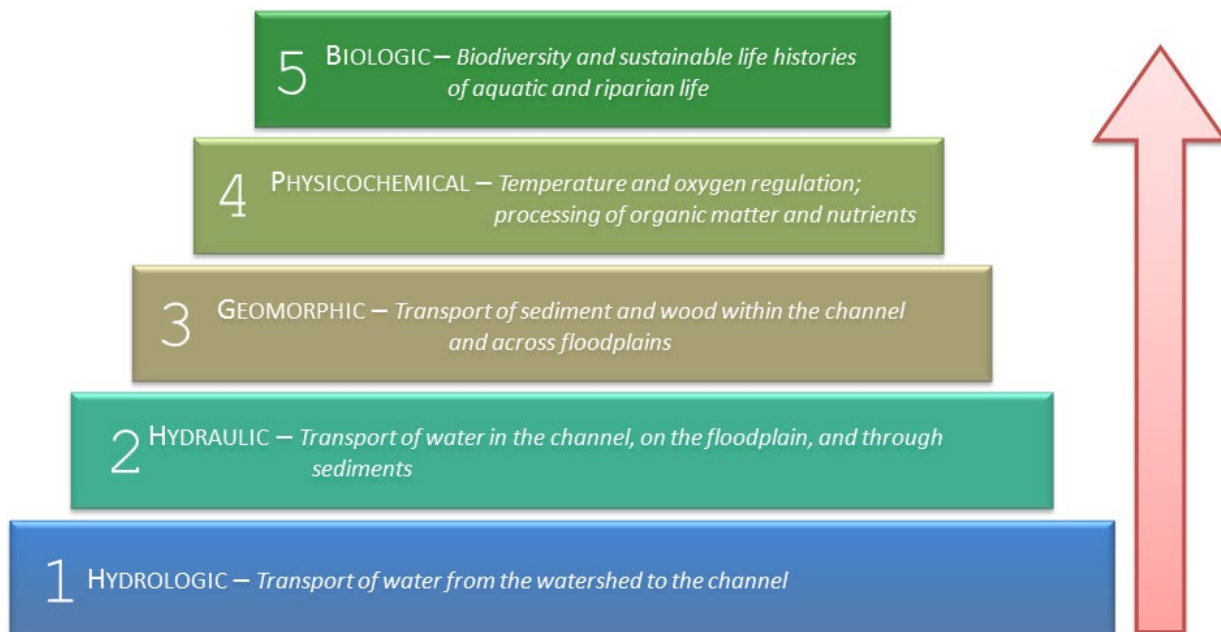 5 BIOLOGIC – Biodiversity and sustainable life histories
of aquatic and riparian life
4 PHYSICOCHEMICAL – Temperature and oxygen regulation;
processing of organic matter and nutrients
3 GEOMORPHIC – Transport of sediment and wood within the channel
and across floodplains
2 HYDRAULIC – Transport of water in the channel, on the floodplain, and through
sediments
1 HYDROLOGIC – Transport of water from the watershed to the channel